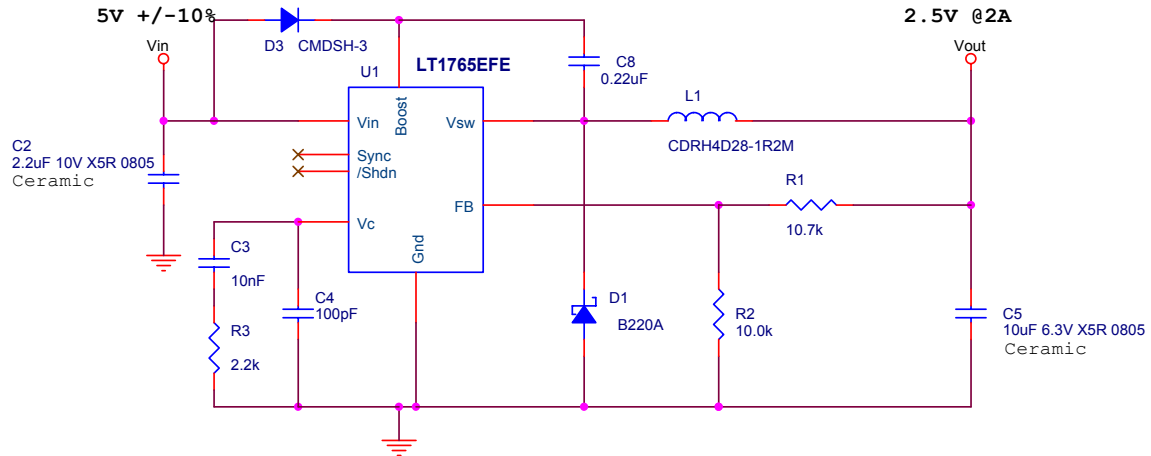 5V +/-10%
2.5V @2A
Vin
D3 CMDSH-3
Vout
U1
LT1765EFE
C8
0.22uF
L1
Vin
Boost
Vsw
CDRH4D28-1R2M
C2
2.2uF 10V X5R 0805
Ceramic
Sync
/Shdn
R1
FB
10.7k
Vc
Gnd
C3
10nF
C4
100pF
D1
B220A
R2
10.0k
C5
10uF 6.3V X5R 0805
Ceramic
R3
2.2k